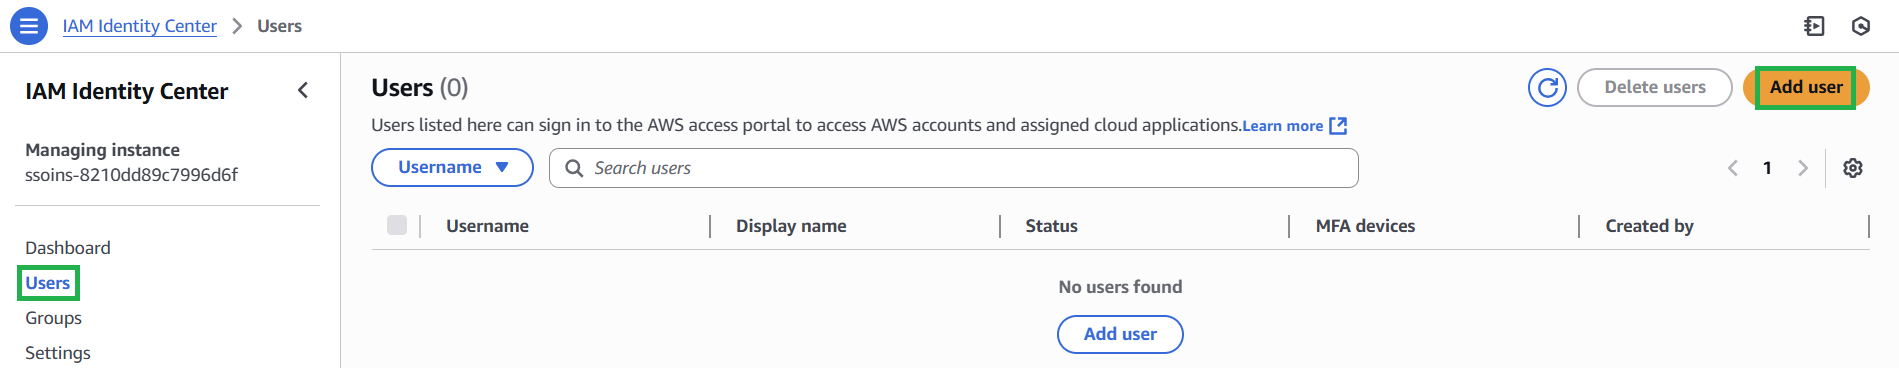 IAM Identity Center > Users
IAM Identity Center
Managing instance
ssoins-8210dd89c7996d6f
Dashboard
Users
Groups
Settings
Users (0)
Delete users
Add user
Users listed here can sign in to the AWS access portal to access AWS accounts and assigned cloud applications.Learn more
Username
Search users
1
Username Display name Status MFA devices Created by
No users found
Add user